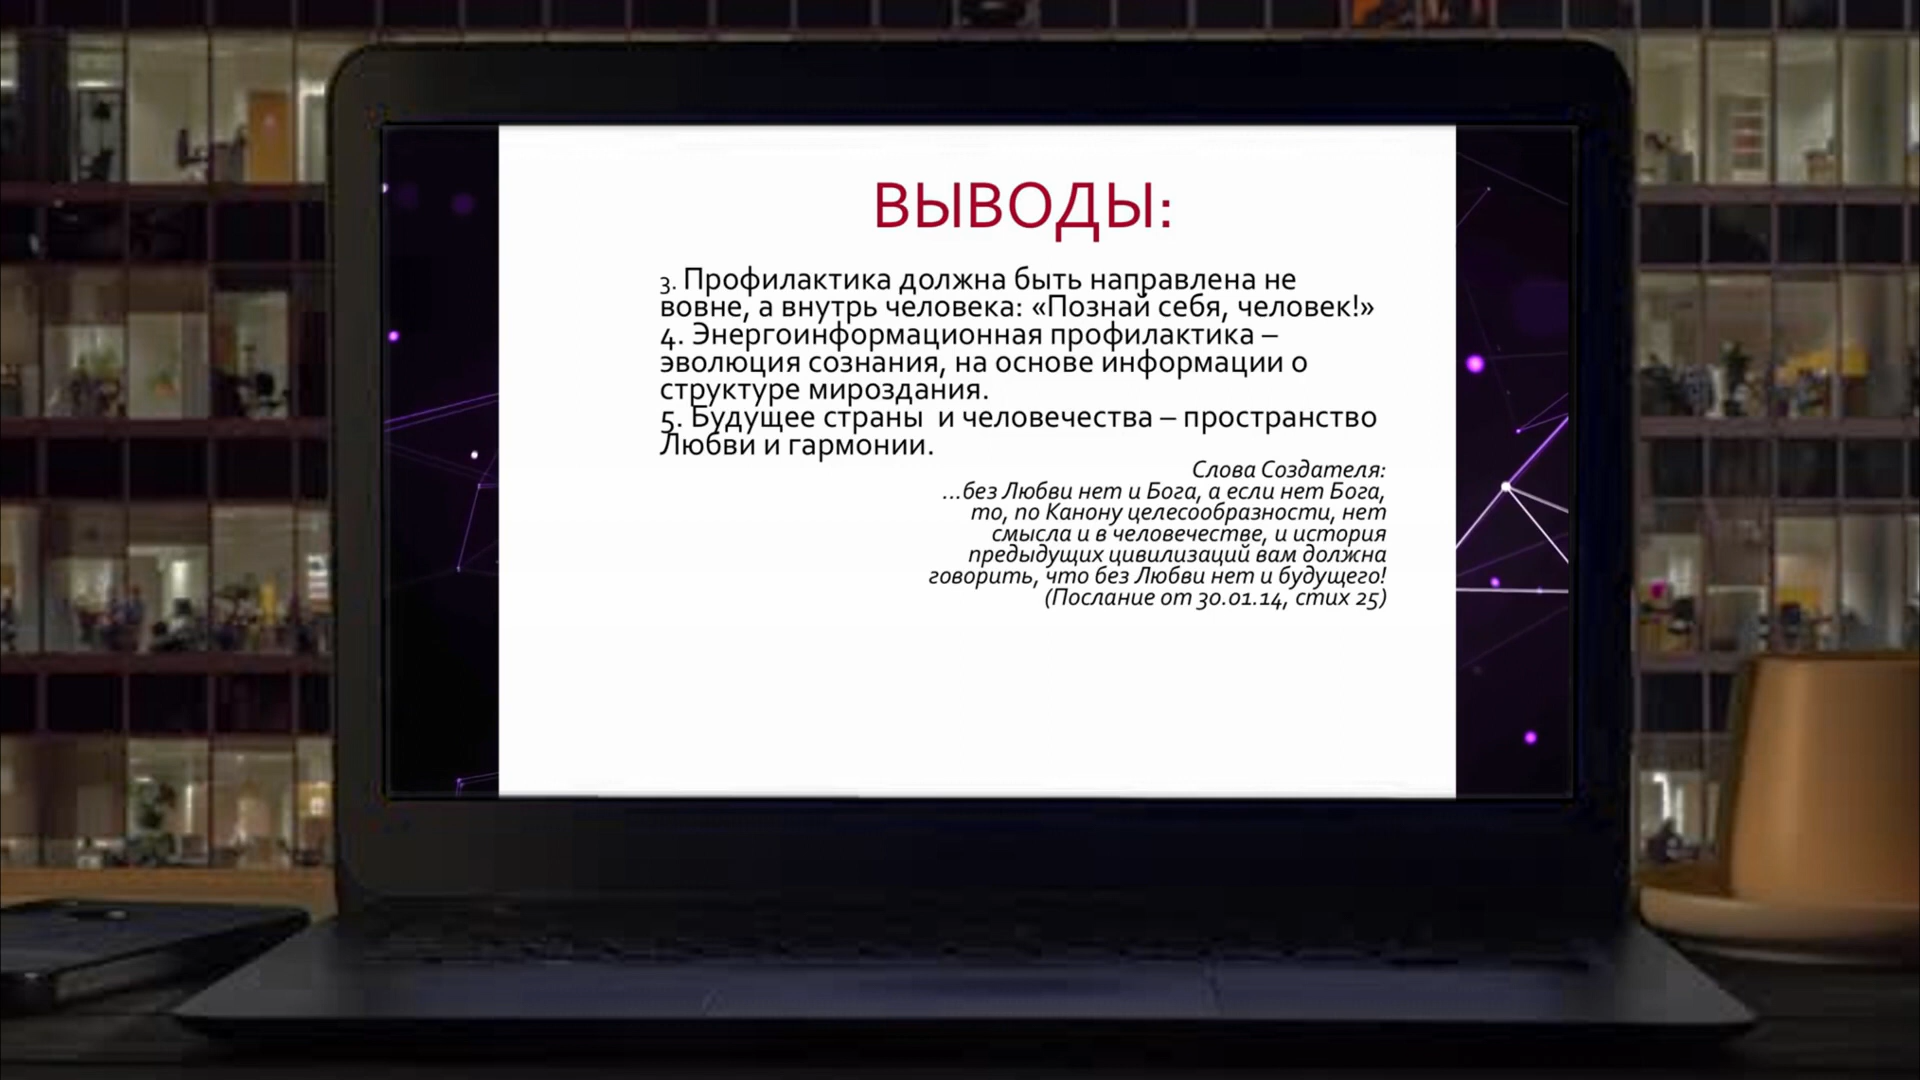 ВЫВОДЫ:
3. Профилактика должна быть направлена не
вовне, а внутрь человека: «Познай себя, человек!»
4. Энергоинформационная профилактика –
эволюция сознания, на основе информации о
структуре мироздания.
5. Будущее страны и человечества – пространство
Любви и гармонии.
Слова Создателя:
...без Любви нет и Бога, а если нет Бога,
то, по Канону целесообразности, нет
смысла и в человечестве, и история
предыдущих цивилизаций вам должна
говорить, что без Любви нет и будущего!
(Послание от 30.01.14, стих 25)